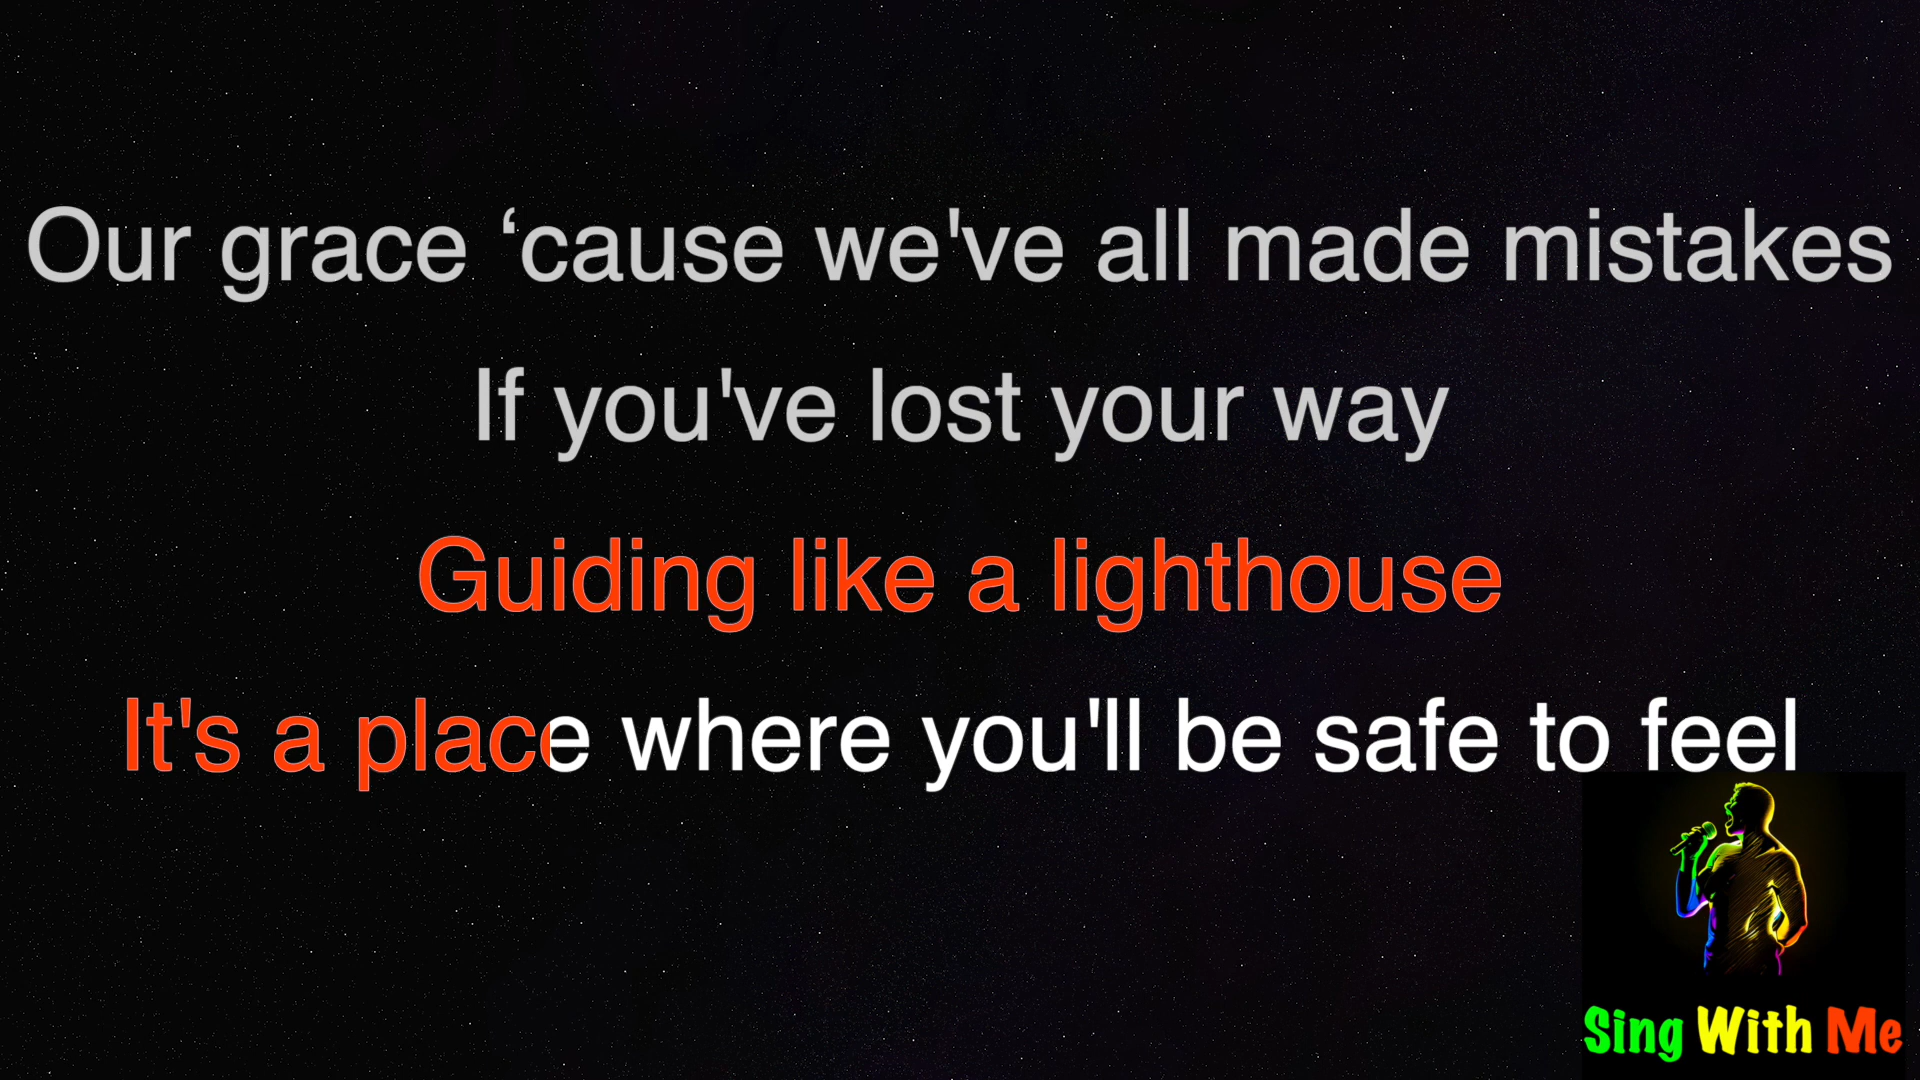 Our grace ‘cause we've all made mistakes
If you've lost your way
Guiding like a lighthouse
It's a place where you'll be safe to feel
Sing With Me